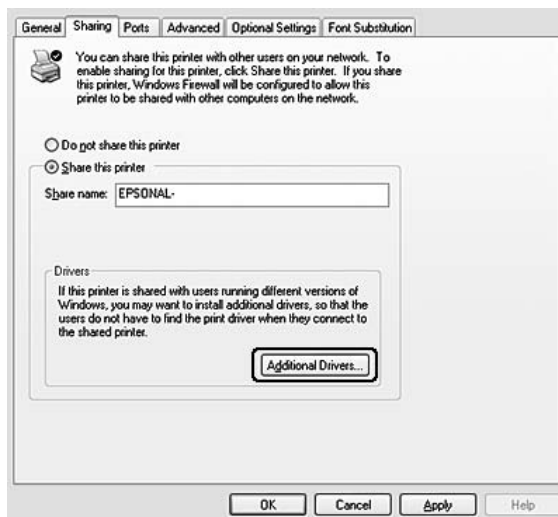 General Sharing Ports Advanced Optional Settings Font Substitution
You can share this printer with other users on your network. To
enable sharing for this printer, click Share this printer. If you share
this printer, Windows Firewall will be configured to allow this
printer to be shared with other computers on the network.
Do not share this printer
Share this printer
Share name: EPSONAL-
Drivers
If this printer is shared with users running different versions of
Windows, you may want to install additional drivers, so that the
users do not have to find the print driver when they connect to
the shared printer.
Additional Drivers...
OK Cancel Apply Help